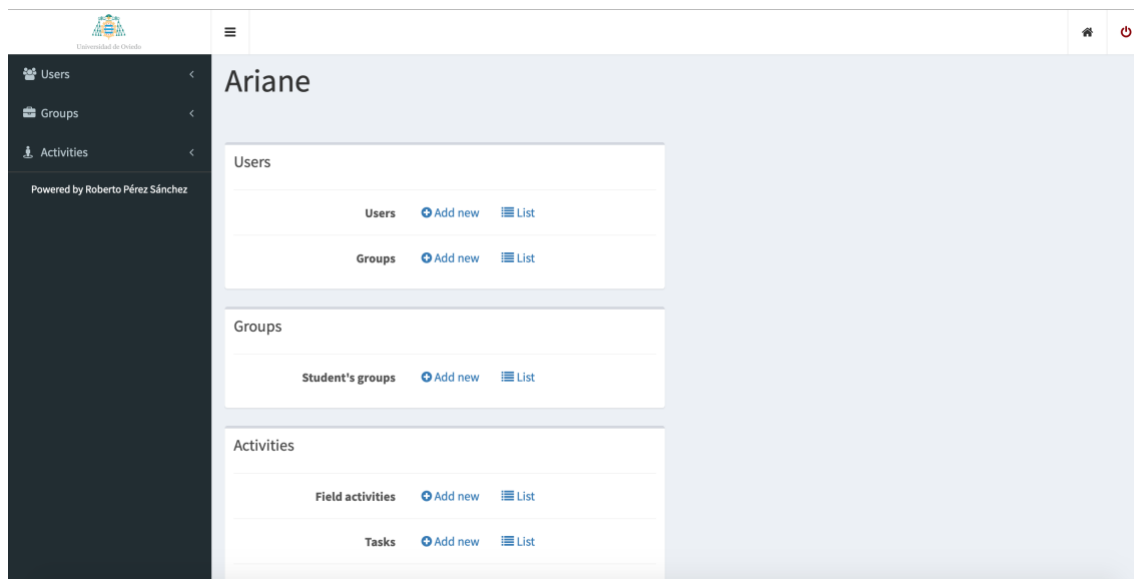 Universidad de Oviedo
Users
Groups
Activities
Powered by Roberto Pérez Sánchez
Ariane
Users
Users Add new List
Groups Add new List
Groups
Student's groups Add new List
Activities
Field activities Add new List
Tasks Add new List